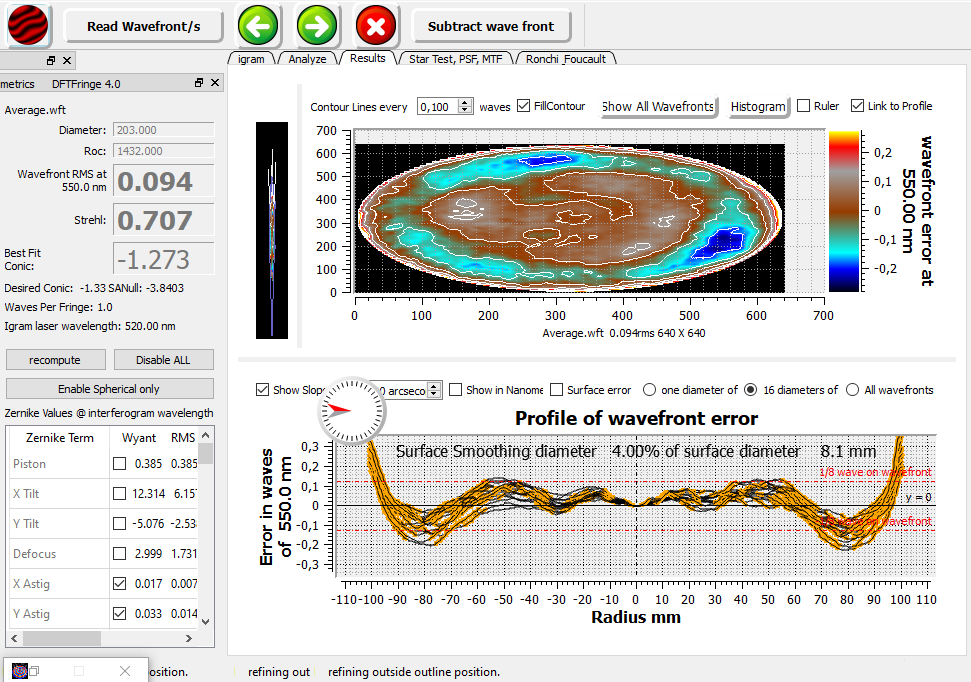 Read Wavefront/s
Subtract wave front
igram
Analyze
Results
Star Test, PSF, MTF
Ronchi_Foucault
metrics
DFTFringe 4.0
Average.wft
Diameter: 203.000
Roc: 1432.000
Wavefront RMS at
550.0 nm
0.094
Strehl: 0.707
Best Fit
Conic:
-1.273
Desired Conic: -1.33 SANull: -3.8403
Waves Per Fringe: 1.0
Igram laser wavelength: 520.00 nm
recompute
Disable ALL
Enable Spherical only
Zernike Values @ interferogram wavelength
Zernike Term Wyant RMS
Piston 0.385 0.385
X Tilt 12.314 6.15
Y Tilt -5.076 -2.53
Defocus 2.999 1.731
X Astig 0.017 0.007
Y Astig 0.033 0.014
Contour Lines every 0,100 waves FillContour Show All Wavefronts Histogram Ruler Link to Profile
700
600
500
400
300
200
100
0
0 100 200 300 400 500 600 700
Average.wft 0.094rms 640 X 640
0,2
0,1
0
-0,1
-0,2
wavefront error at
550.00 nm
Show Slop 0 arcseco Show in Nanome Surface error one diameter of 16 diameters of All wavefronts
Profile of wavefront error
Surface Smoothing diameter 4.00% of surface diameter 8.1 mm
1/8 wave on wavefront
y = 0
wavefront
Error in waves
of 550.0 nm
0,3
0,2
0,1
0
-0,1
-0,2
-0,3
-110 -100 -90 -80 -70 -60 -50 -40 -30 -20 -10 0 10 20 30 40 50 60 70 80 90 100 110
Radius mm
osition.
refining out
refining outside outline position.